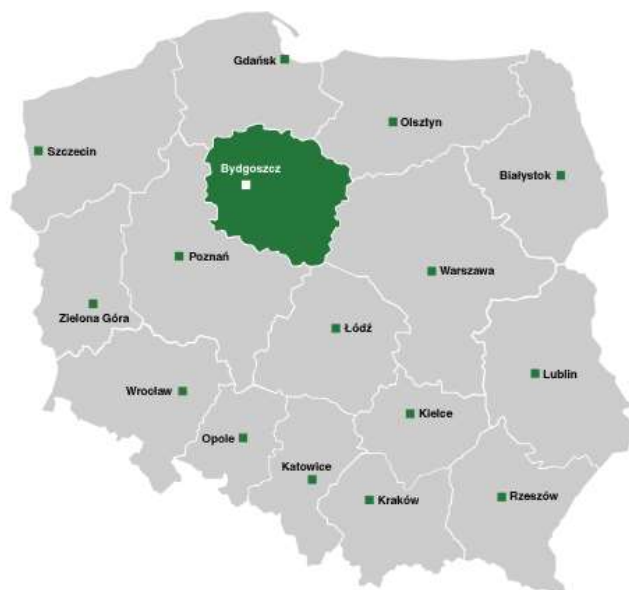 Gdańsk
Olsztyn
Szczecin
Bydgoszcz
Białystok
Poznań
Warszawa
Zielona Góra
Łódź
Lublin
Wrocław
Kielce
Opole
Katowice
Rzeszów
Kraków